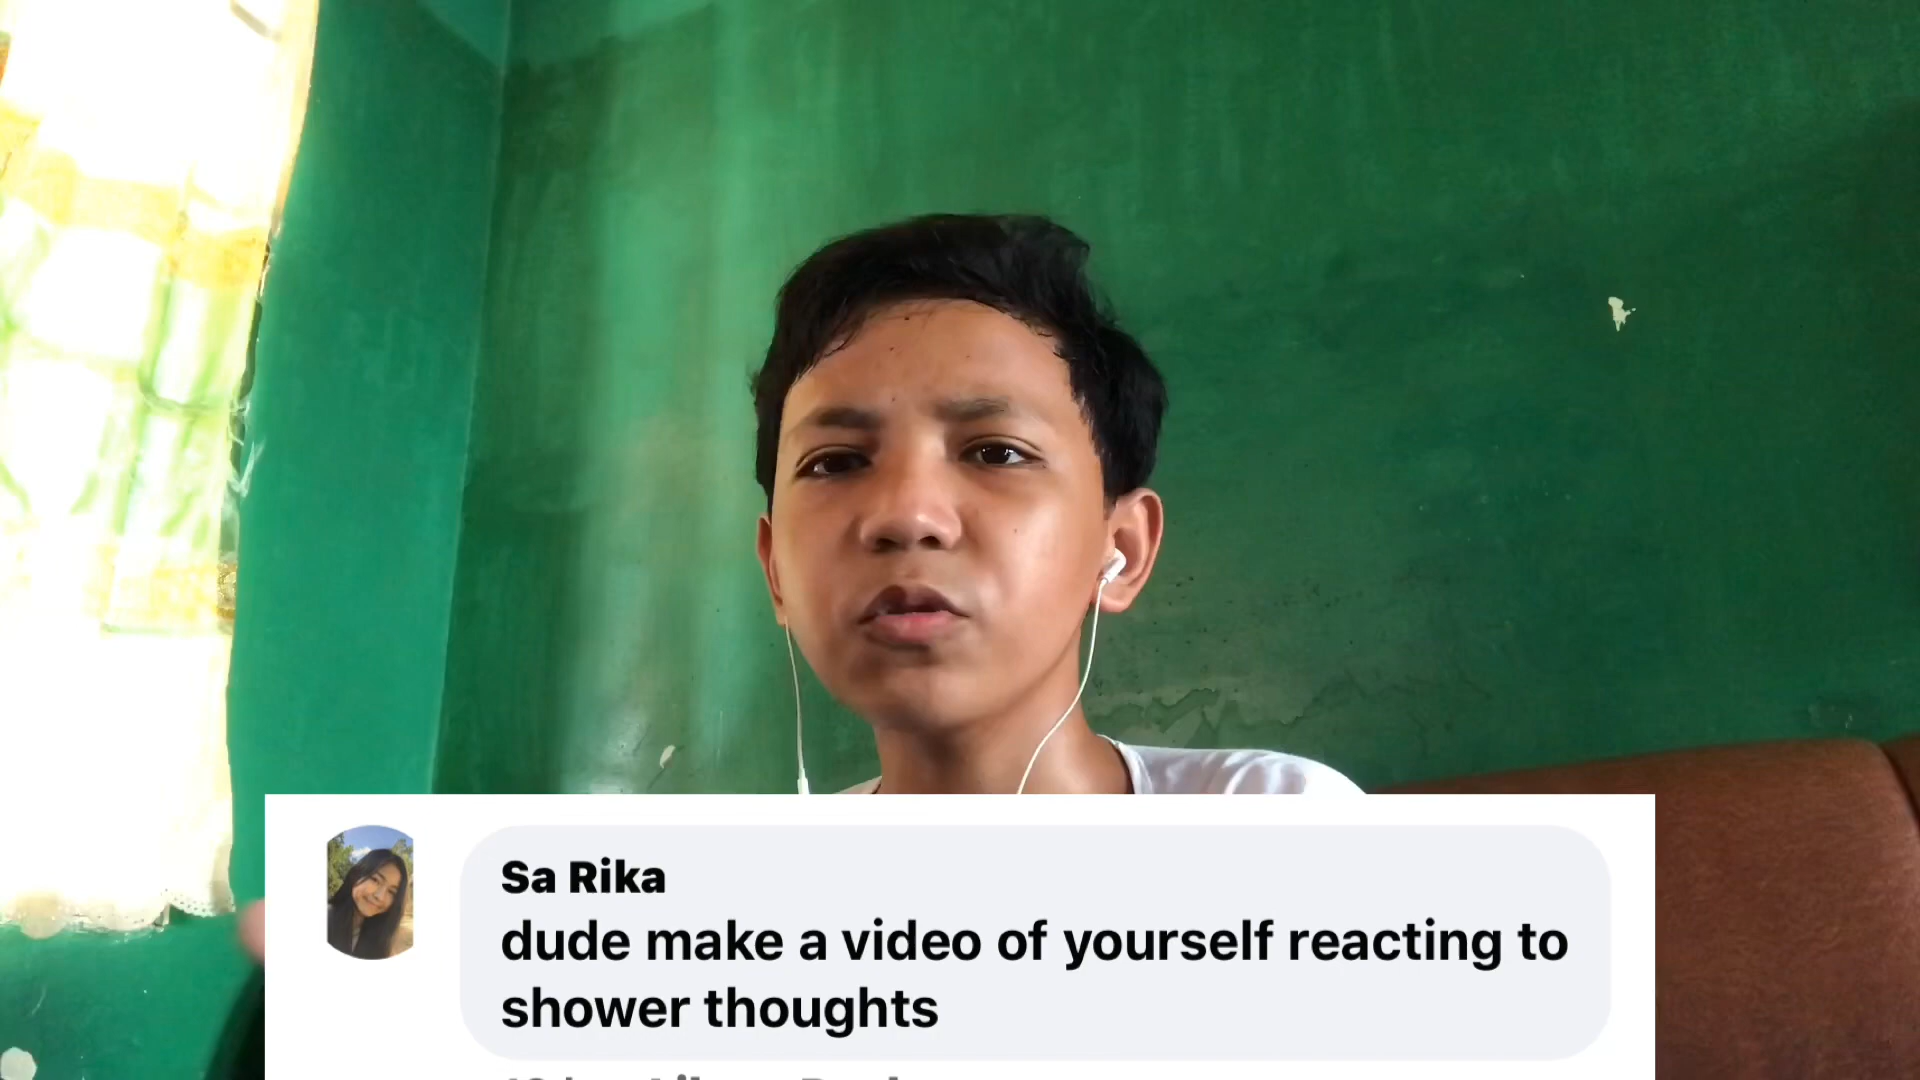 Sa Rika
dude make a video of yourself reacting to
shower thoughts